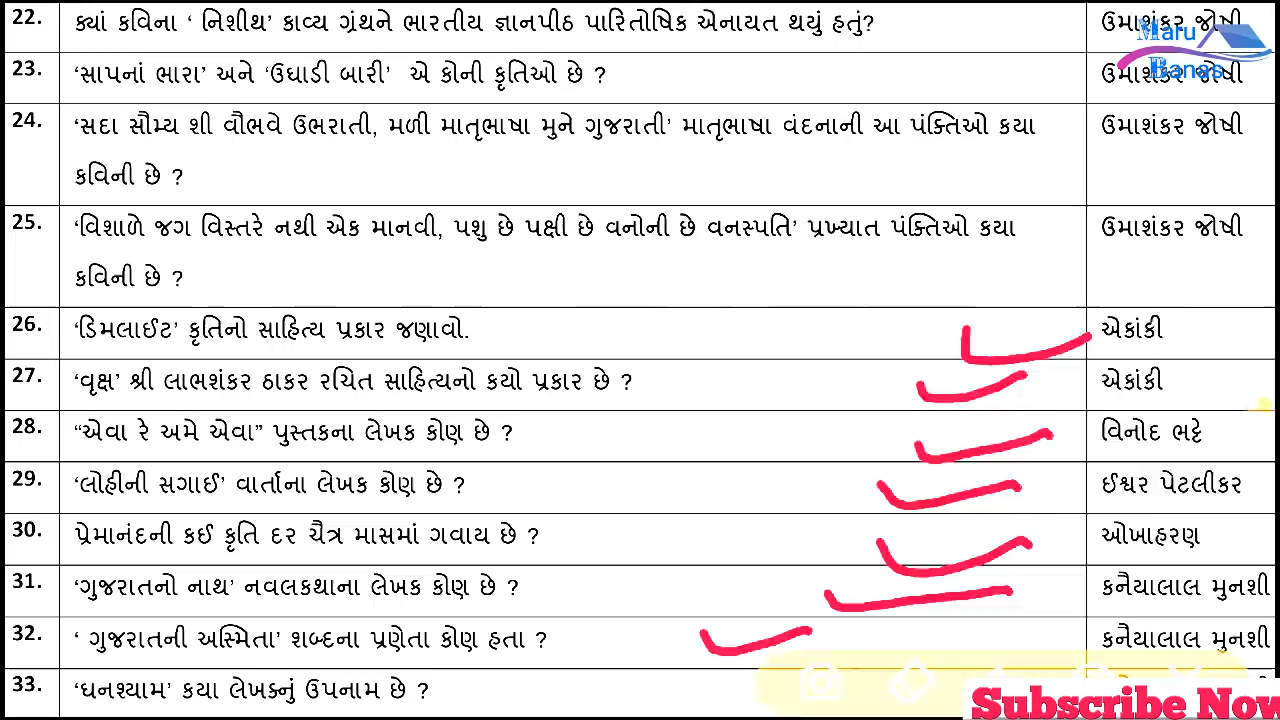 22. ક્યાં કવિના ‘ નિશીથ’ કાવ્ય ગ્રંથને ભારતીય જ્ઞાનપીઠ પારિતોષિક એનાયત થયું હતું? ઉમાશંકર જોષી
Maru
Banas
23. ‘સાપનાં ભારા’ અને ‘ઉઘાડી બારી’ એ કોની કૃતિઓ છે ? ઉમાશંકર જોષી
24. ‘સદા સૌમ્ય શી વૌભવે ઉભરાતી, મળી માતૃભાષા મુને ગુજરાતી’ માતૃભાષા વંદનાની આ પંક્તિઓ કયા ઉમાશંકર જોષી
કવિની છે ?
25. ‘વિશાળે જગ વિસ્તરે નથી એક માનવી, પશુ છે પક્ષી છે વનોની છે વનસ્પતિ’ પ્રખ્યાત પંક્તિઓ કયા ઉમાશંકર જોષી
કવિની છે ?
26. ‘ડિમલાઈટ’ કૃતિનો સાહિત્ય પ્રકાર જણાવો. એકાંકી
27. ‘વૃક્ષ’ શ્રી લાભશંકર ઠાકર રચિત સાહિત્યનો કયો પ્રકાર છે ? એકાંકી
28. “એવા રે અમે એવા” પુસ્તકના લેખક કોણ છે ? વિનોદ ભટ્ટે
29. ‘લોહીની સગાઈ’ વાર્તાના લેખક કોણ છે ? ઈશ્વર પેટલીકર
30. પ્રેમાનંદની કઈ કૃતિ દર ચૈત્ર માસમાં ગવાય છે ? ઓખાહરણ
31. ‘ગુજરાતનો નાથ’ નવલકથાના લેખક કોણ છે ? કનૈયાલાલ મુનશી
32. ‘ ગુજરાતની અસ્મિતા’ શબ્દના પ્રણેતા કોણ હતા ? કનૈયાલાલ મુનશી
33. ‘ઘનશ્યામ’ કયા લેખકનું ઉપનામ છે ?
Subscribe Now